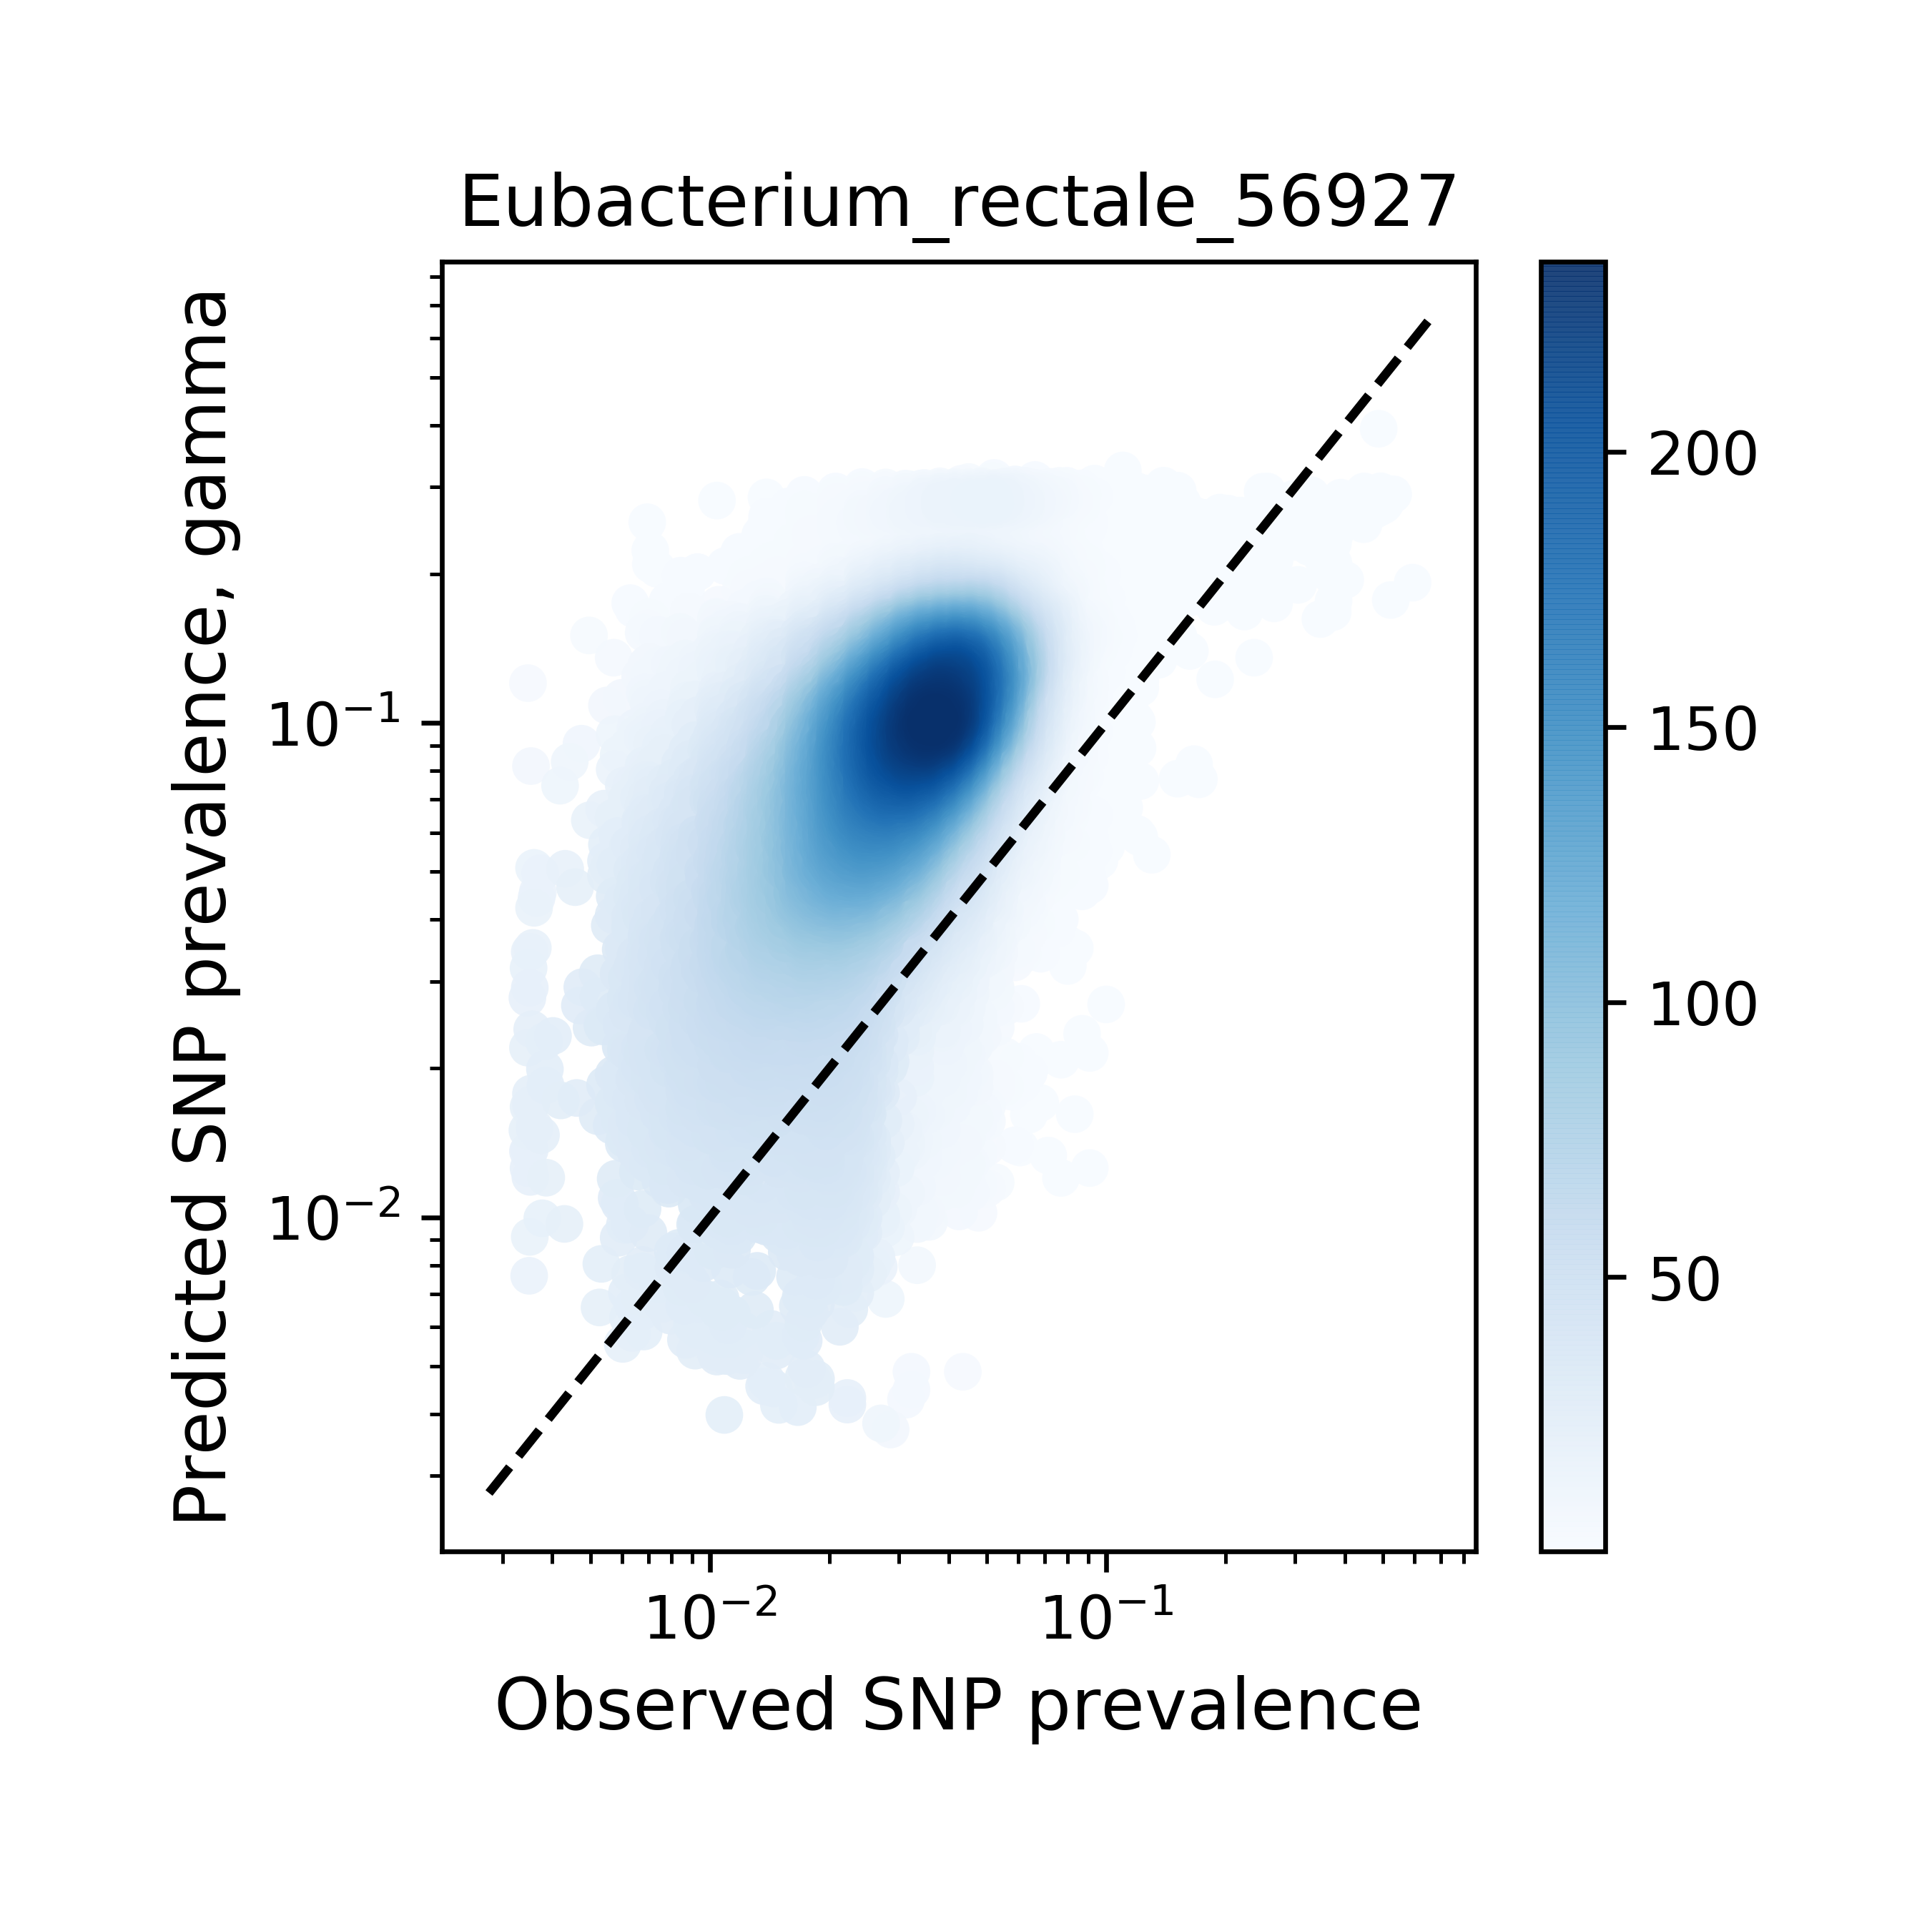 Eubacterium_rectale_56927
Predicted SNP prevalence, gamma
10⁻¹
10⁻²
10⁻²
10⁻¹
Observed SNP prevalence
200
150
100
50